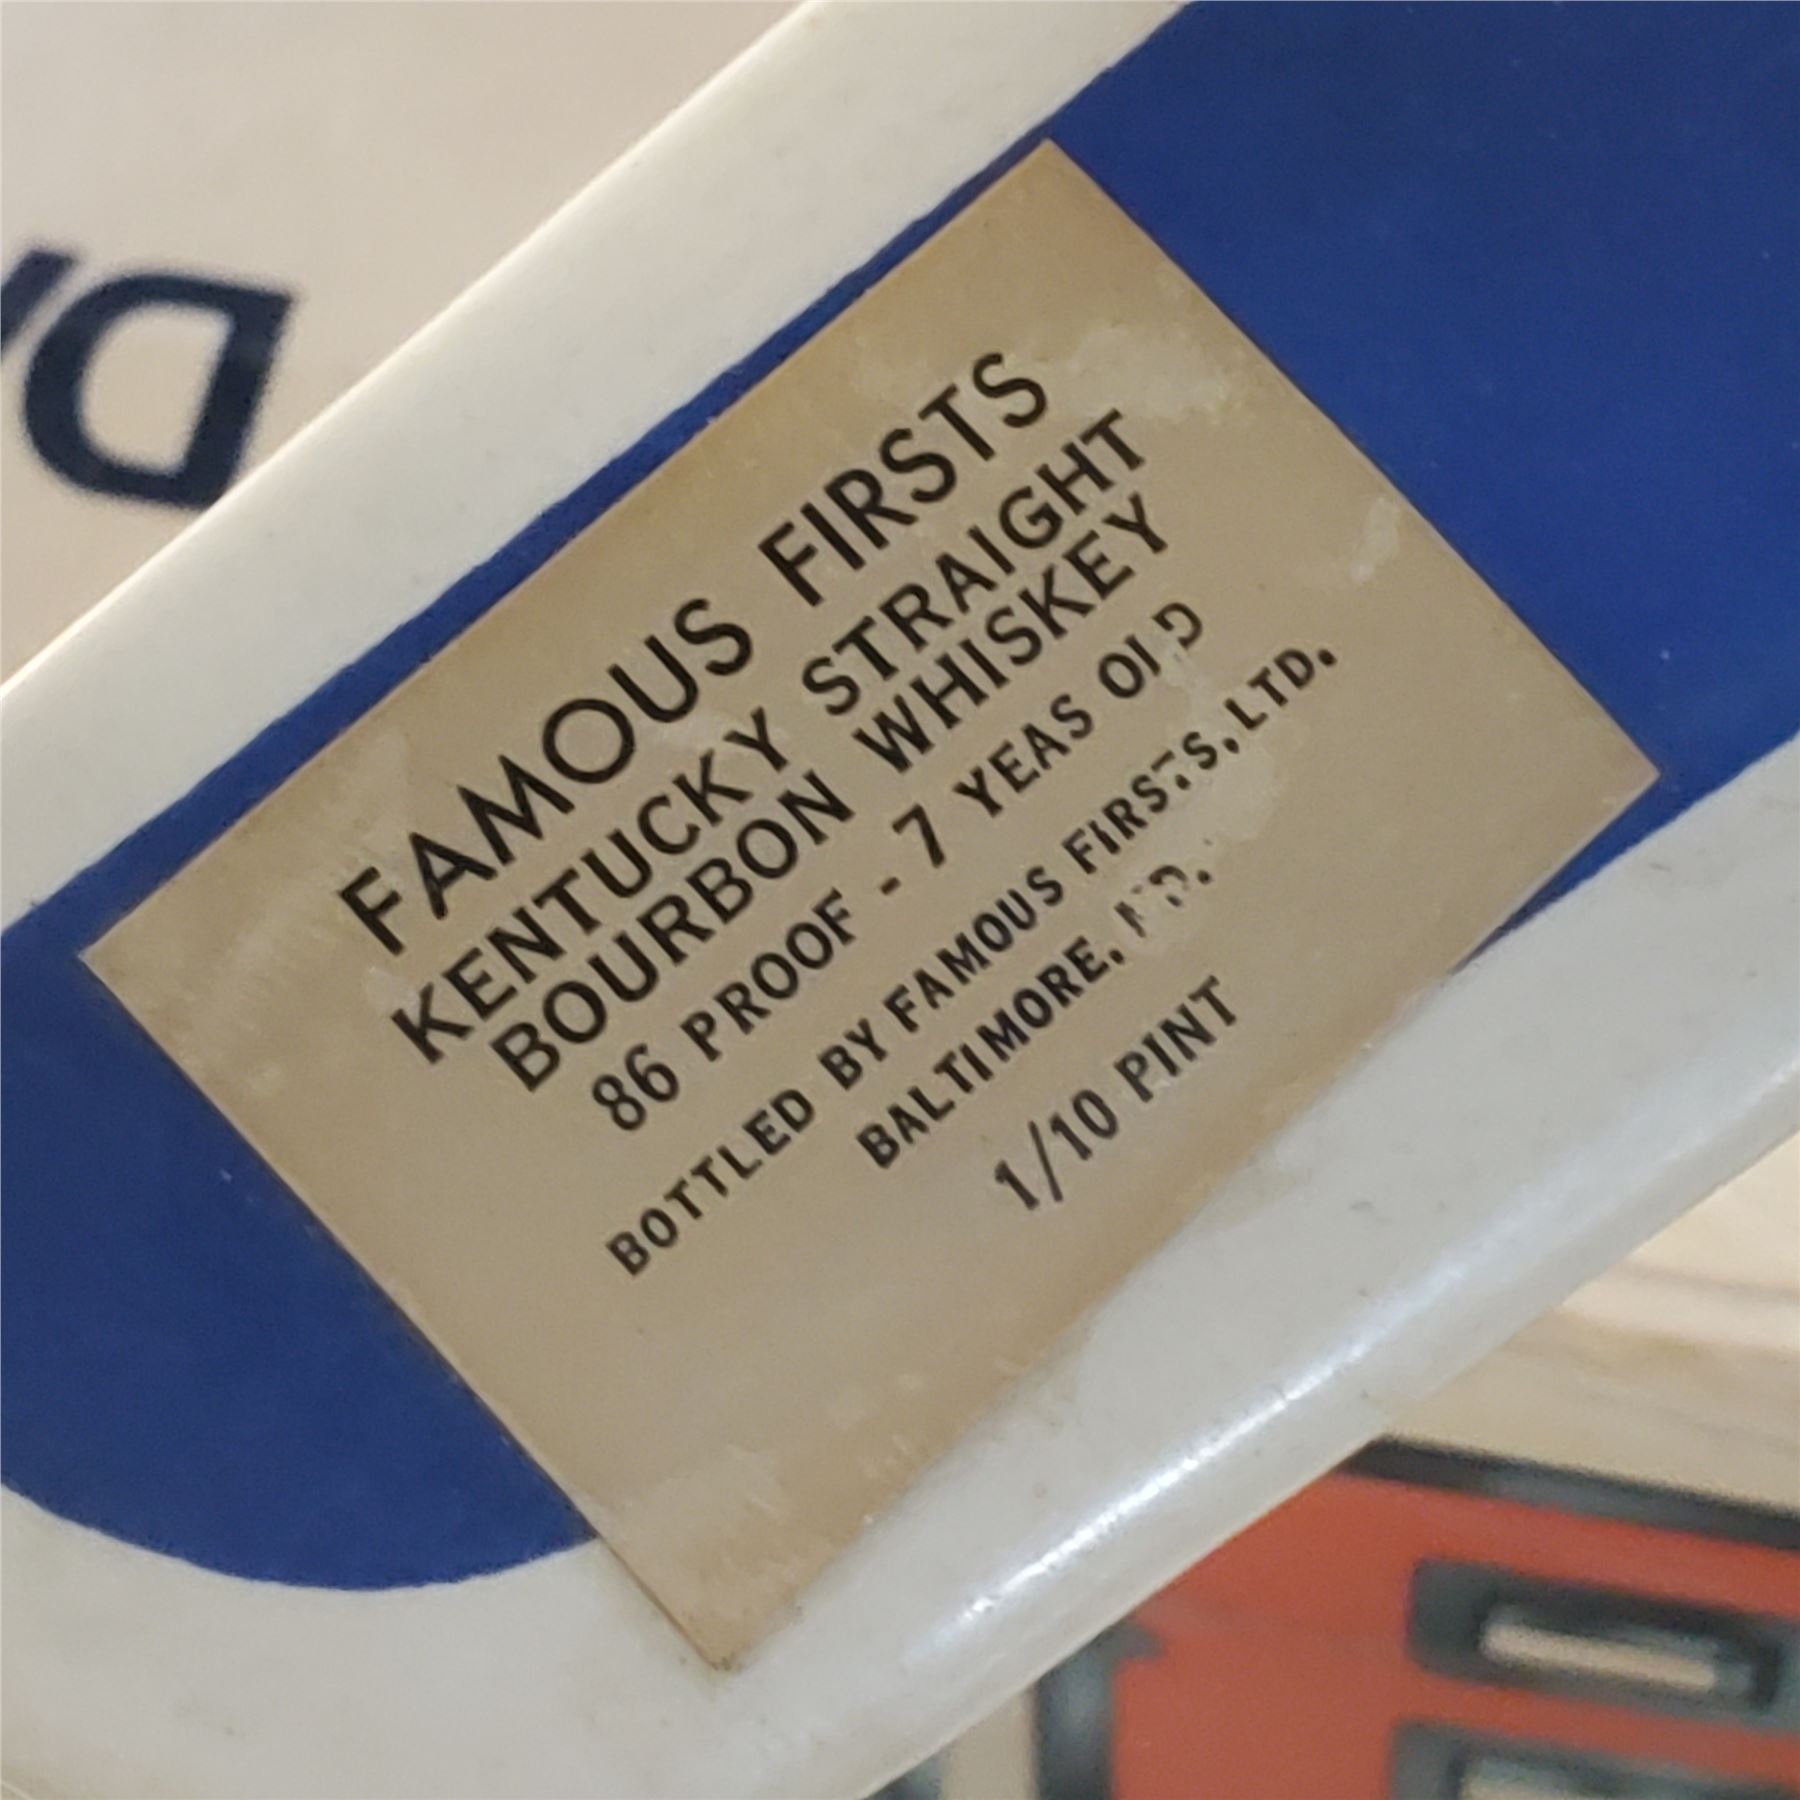 FAMOUS FIRSTS
KENTUCKY STRAIGHT
BOURBON WHISKEY
86 PROOF - 7 YEAS OLD
BOTTLED BY FAMOUS FIRSTS, LTD.
BALTIMORE, MD.
1/10 PINT